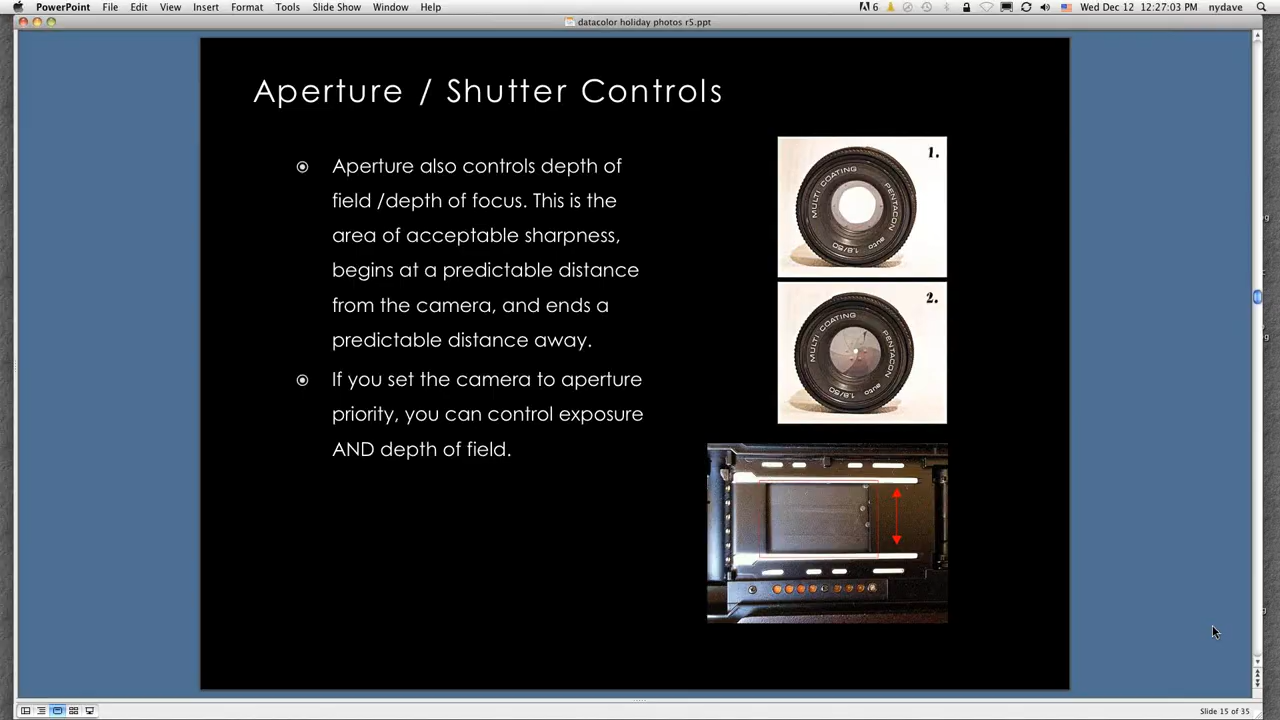 PowerPoint File Edit View Insert Format Tools Slide Show Window Help 6 Wed Dec 12 12:27:03 PM nydave
datacolor holiday photos r5.ppt
Aperture / Shutter Controls
Aperture also controls depth of
field /depth of focus. This is the
area of acceptable sharpness,
begins at a predictable distance
from the camera, and ends a
predictable distance away.
If you set the camera to aperture
priority, you can control exposure
AND depth of field.
1.
MULTI COATING PENTACON auto 1.8/50
2.
MULTI COATING PENTACON auto 1.8/50
Slide 15 of 35